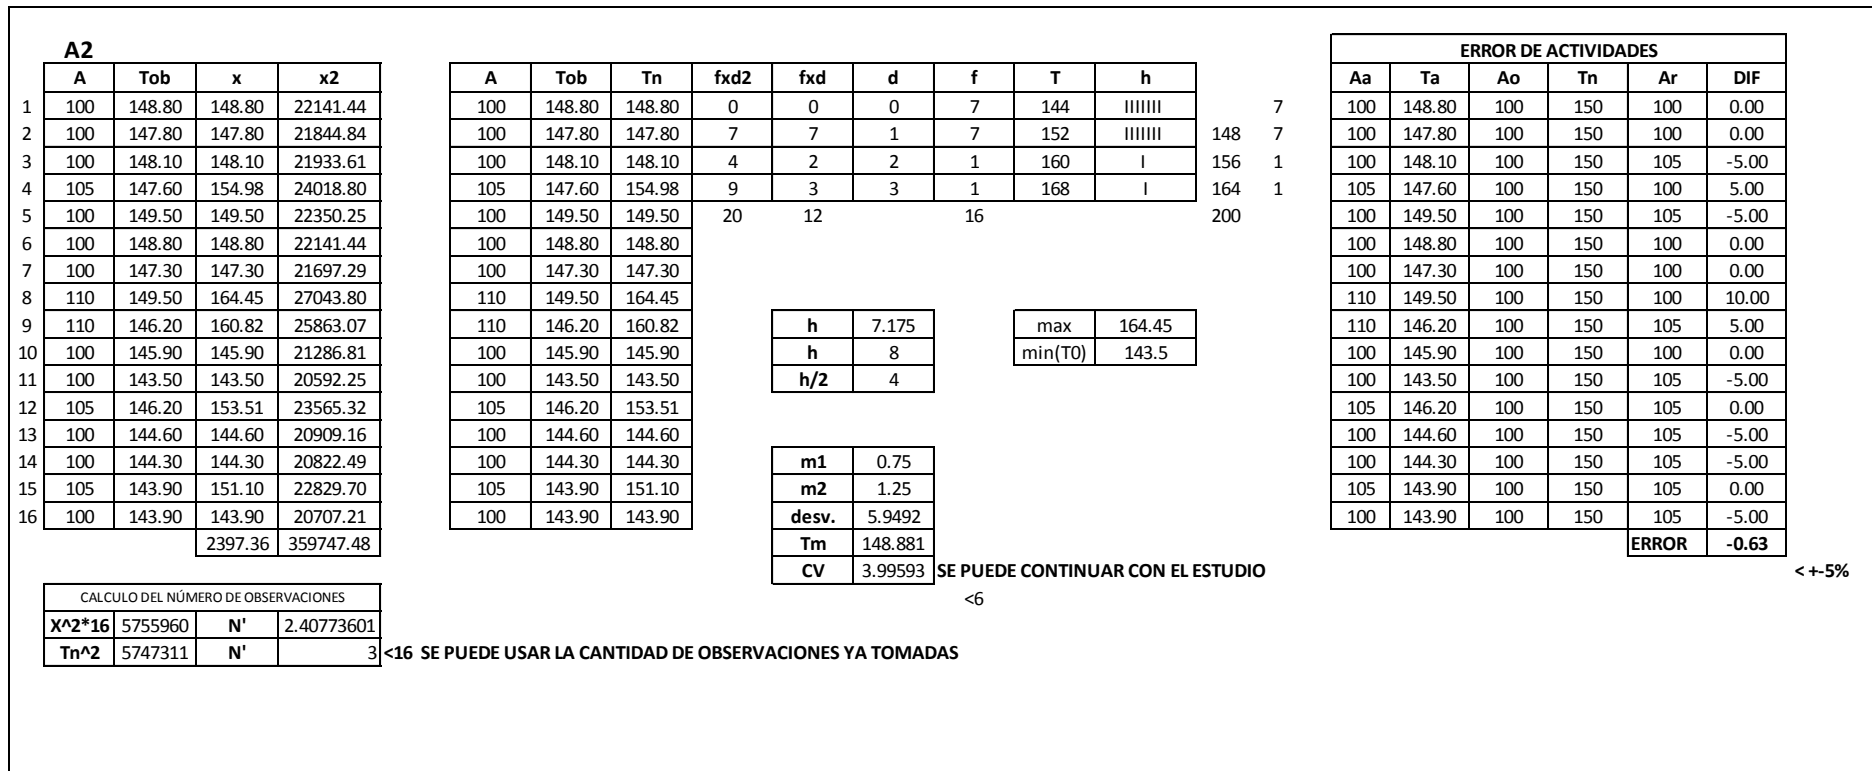 A2 ERROR DE ACTIVIDADES
A Tob x x2 A Tob Tn fxd2 fxd d f T h Aa Ta Ao Tn Ar DIF
1 100 148.80 148.80 22141.44 100 148.80 148.80 0 0 0 7 144 IIIIIII 7 100 148.80 100 150 100 0.00
2 100 147.80 147.80 21844.84 100 147.80 147.80 7 7 1 7 152 IIIIIII 148 7 100 147.80 100 150 100 0.00
3 100 148.10 148.10 21933.61 100 148.10 148.10 4 2 2 1 160 I 156 1 100 148.10 100 150 105 -5.00
4 105 147.60 154.98 24018.80 105 147.60 154.98 9 3 3 1 168 I 164 1 105 147.60 100 150 100 5.00
5 100 149.50 149.50 22350.25 100 149.50 149.50 20 12 16 200 100 149.50 100 150 105 -5.00
6 100 148.80 148.80 22141.44 100 148.80 148.80 100 148.80 100 150 100 0.00
7 100 147.30 147.30 21697.29 100 147.30 147.30 100 147.30 100 150 100 0.00
8 110 149.50 164.45 27043.80 110 149.50 164.45 110 149.50 100 150 100 10.00
9 110 146.20 160.82 25863.07 110 146.20 160.82 h 7.175 max 164.45 110 146.20 100 150 105 5.00
10 100 145.90 145.90 21286.81 100 145.90 145.90 h 8 min(T0) 143.5 100 145.90 100 150 100 0.00
11 100 143.50 143.50 20592.25 100 143.50 143.50 h/2 4 100 143.50 100 150 105 -5.00
12 105 146.20 153.51 23565.32 105 146.20 153.51 105 146.20 100 150 105 0.00
13 100 144.60 144.60 20909.16 100 144.60 144.60 100 144.60 100 150 105 -5.00
14 100 144.30 144.30 20822.49 100 144.30 144.30 m1 0.75 100 144.30 100 150 105 -5.00
15 105 143.90 151.10 22829.70 105 143.90 151.10 m2 1.25 105 143.90 100 150 105 0.00
16 100 143.90 143.90 20707.21 100 143.90 143.90 desv. 5.9492 100 143.90 100 150 105 -5.00
2397.36 359747.48 Tm 148.881 ERROR -0.63
CV 3.99593 SE PUEDE CONTINUAR CON EL ESTUDIO < +-5%
CALCULO DEL NÚMERO DE OBSERVACIONES <6
X^2*16 5755960 N' 2.40773601
Tn^2 5747311 N' 3 <16 SE PUEDE USAR LA CANTIDAD DE OBSERVACIONES YA TOMADAS